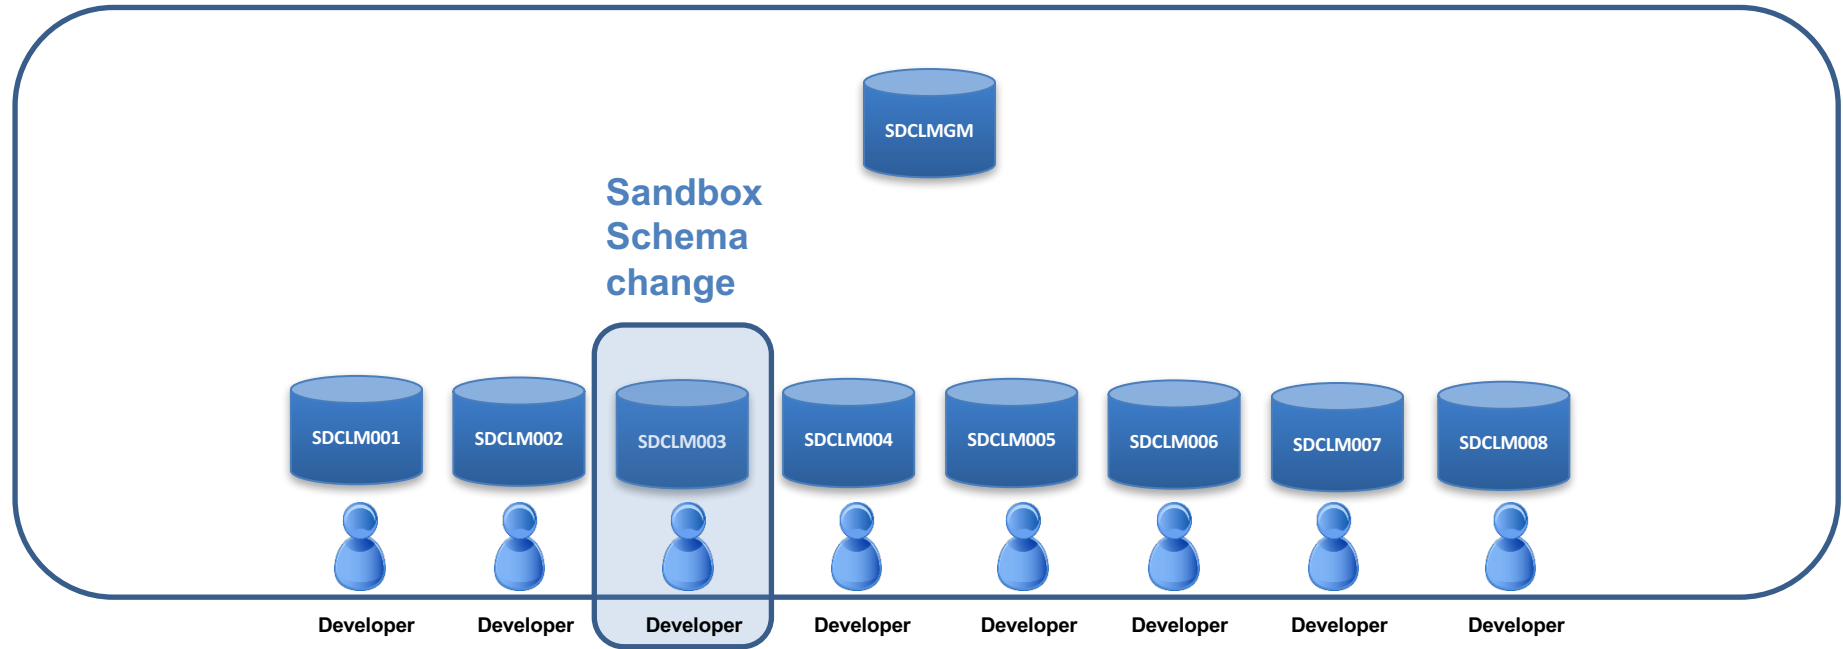 SDCLMGM
Sandbox
Schema
change
SDCLM001
SDCLM002
SDCLM003
SDCLM004
SDCLM005
SDCLM006
SDCLM007
SDCLM008
Developer
Developer
Developer
Developer
Developer
Developer
Developer
Developer